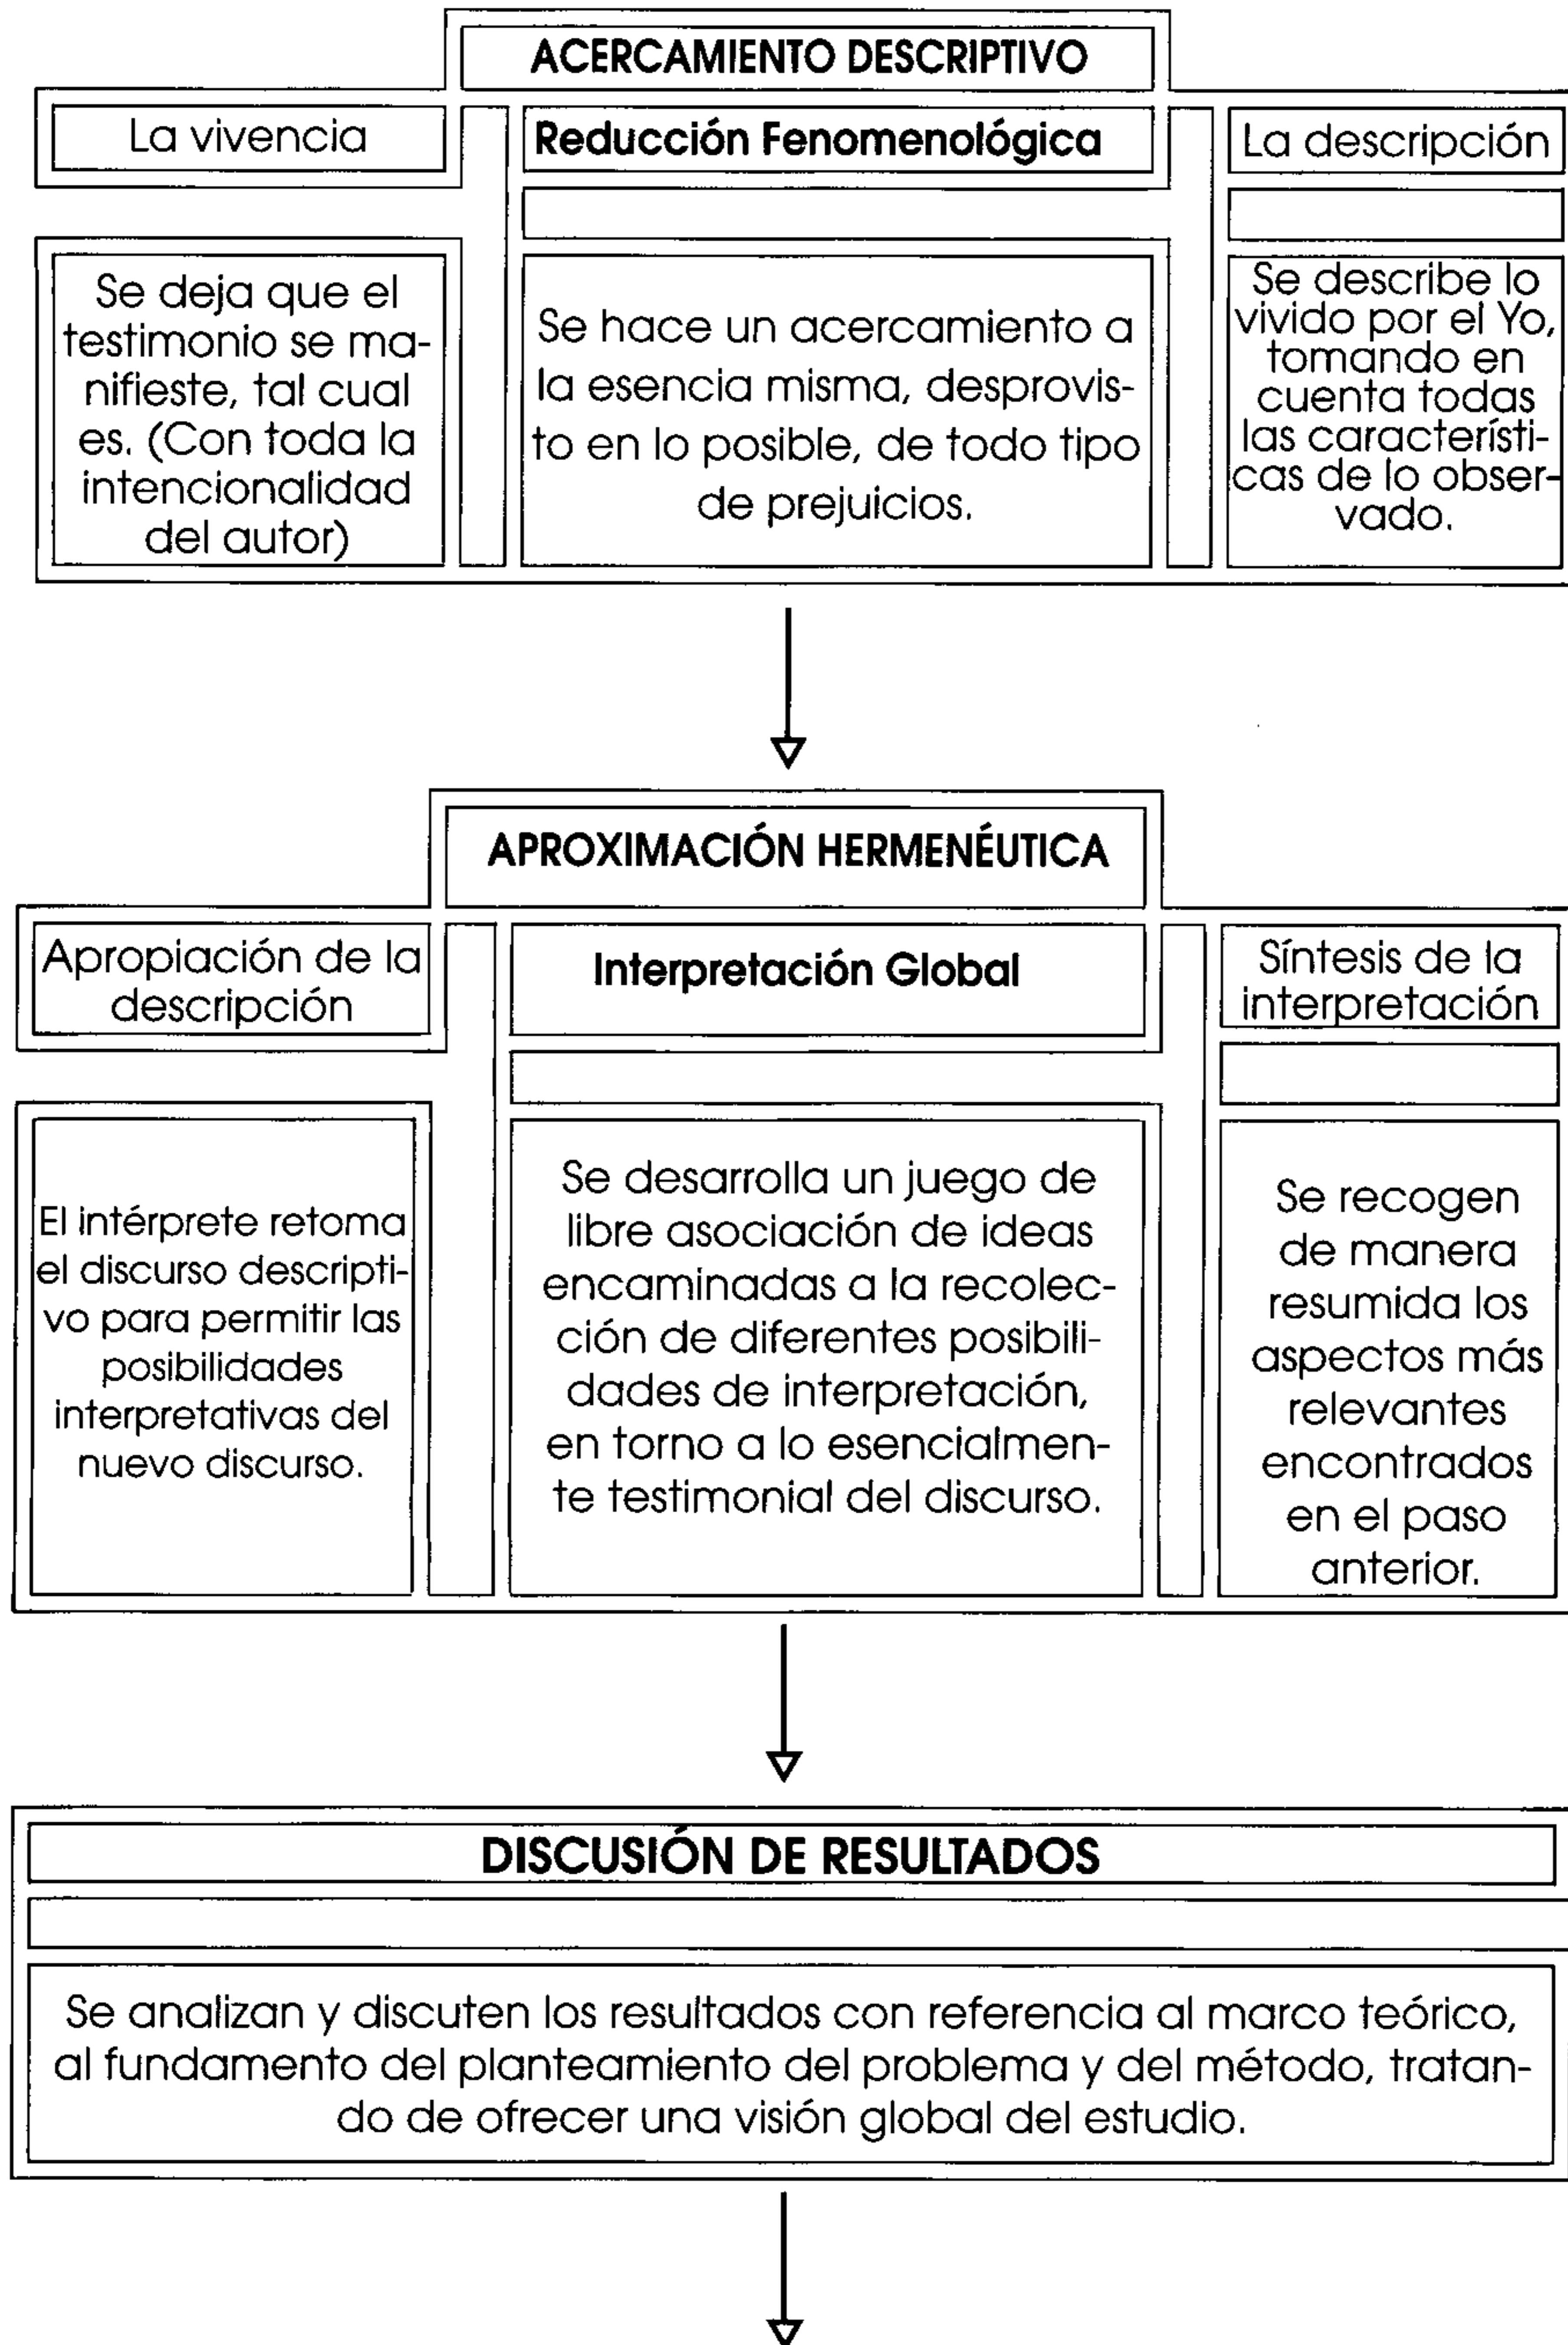 ACERCAMIENTO DESCRIPTIVO
La vivencia
Se deja que el
testimonio se ma-
nifieste, tal cual
es. (Con toda la
intencionalidad
del autor)
Reducción Fenomenológica
Se hace un acercamiento a
la esencia misma, desprovis-
to en lo posible, de todo tipo
de prejuicios.
La descripción
Se describe lo
vivido por el Yo,
tomando en
cuenta todas
las característi-
cas de lo obser-
vado.
APROXIMACIÓN HERMENÉUTICA
Apropiación de la
descripción
El intérprete retoma
el discurso descripti-
vo para permitir las
posibilidades
interpretativas del
nuevo discurso.
Interpretación Global
Se desarrolla un juego de
libre asociación de ideas
encaminadas a la recolec-
ción de diferentes posibili-
dades de interpretación,
en torno a lo esencialmen-
te testimonial del discurso.
Síntesis de la
interpretación
Se recogen
de manera
resumida los
aspectos más
relevantes
encontrados
en el paso
anterior.
DISCUSIÓN DE RESULTADOS
Se analizan y discuten los resultados con referencia al marco teórico,
al fundamento del planteamiento del problema y del método, tratan-
do de ofrecer una visión global del estudio.